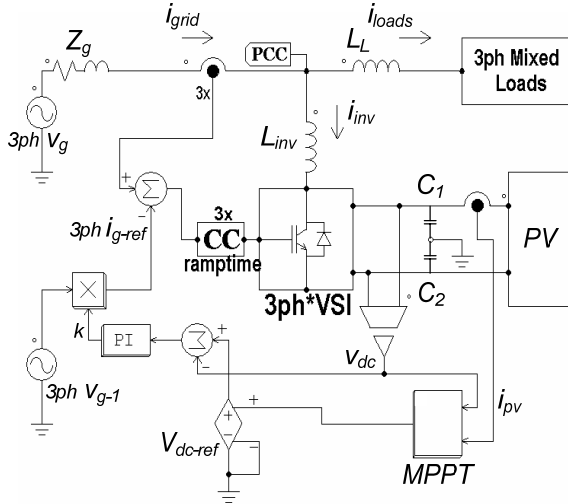 i_grid
i_loads
Z_g
PCC
L_L
3ph Mixed
Loads
3x
3ph v_g
i_inv
L_inv
+
Σ
-
3ph i_g-ref
3x
CC
ramptime
3ph*VSI
C_1
C_2
PV
×
k
PI
Σ
+
-
v_dc
i_pv
3ph v_g-1
+
-
+
-
V_dc-ref
MPPT